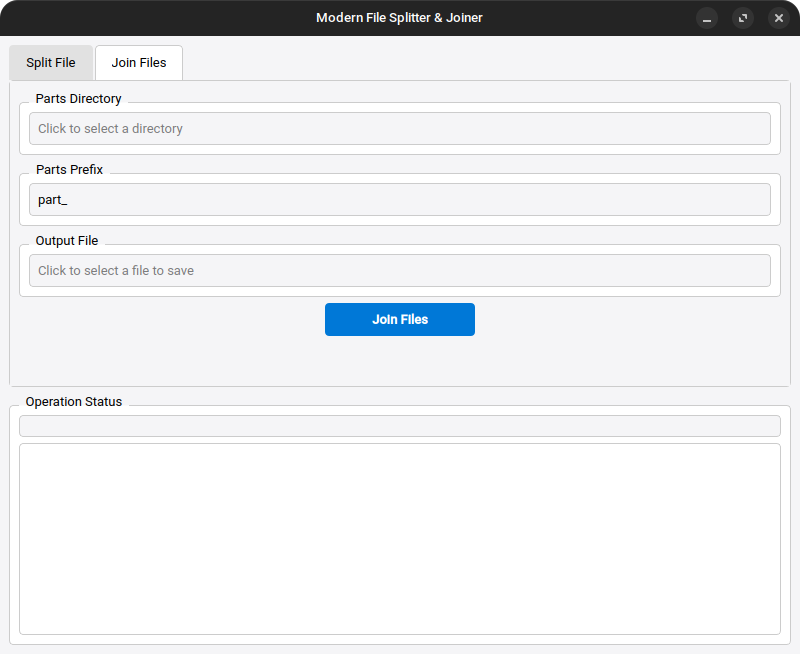 Modern File Splitter & Joiner
Split File
Join Files
Parts Directory
Click to select a directory
Parts Prefix
part_
Output File
Click to select a file to save
Join Files
Operation Status